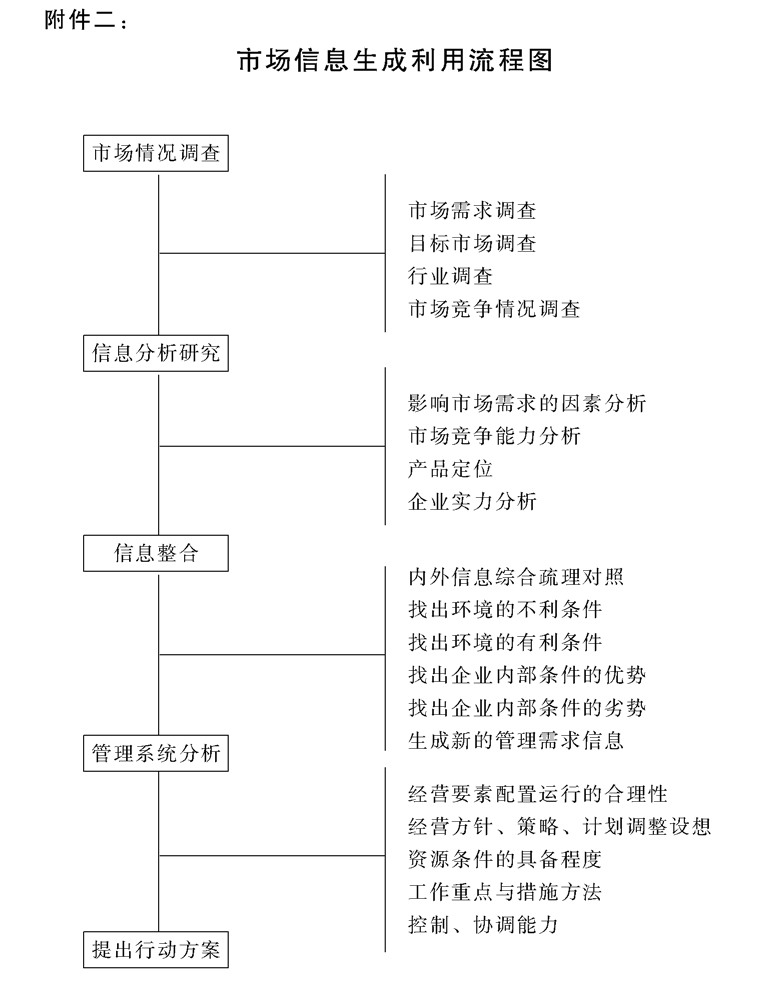 附件二：
市场信息生成利用流程图
市场情况调查
市场需求调查
目标市场调查
行业调查
市场竞争情况调查
信息分析研究
影响市场需求的因素分析
市场竞争能力分析
产品定位
企业实力分析
信息整合
内外信息综合疏理对照
找出环境的不利条件
找出环境的有利条件
找出企业内部条件的优势
找出企业内部条件的劣势
生成新的管理需求信息
管理系统分析
经营要素配置运行的合理性
经营方针、策略、计划调整设想
资源条件的具备程度
工作重点与措施方法
控制、协调能力
提出行动方案